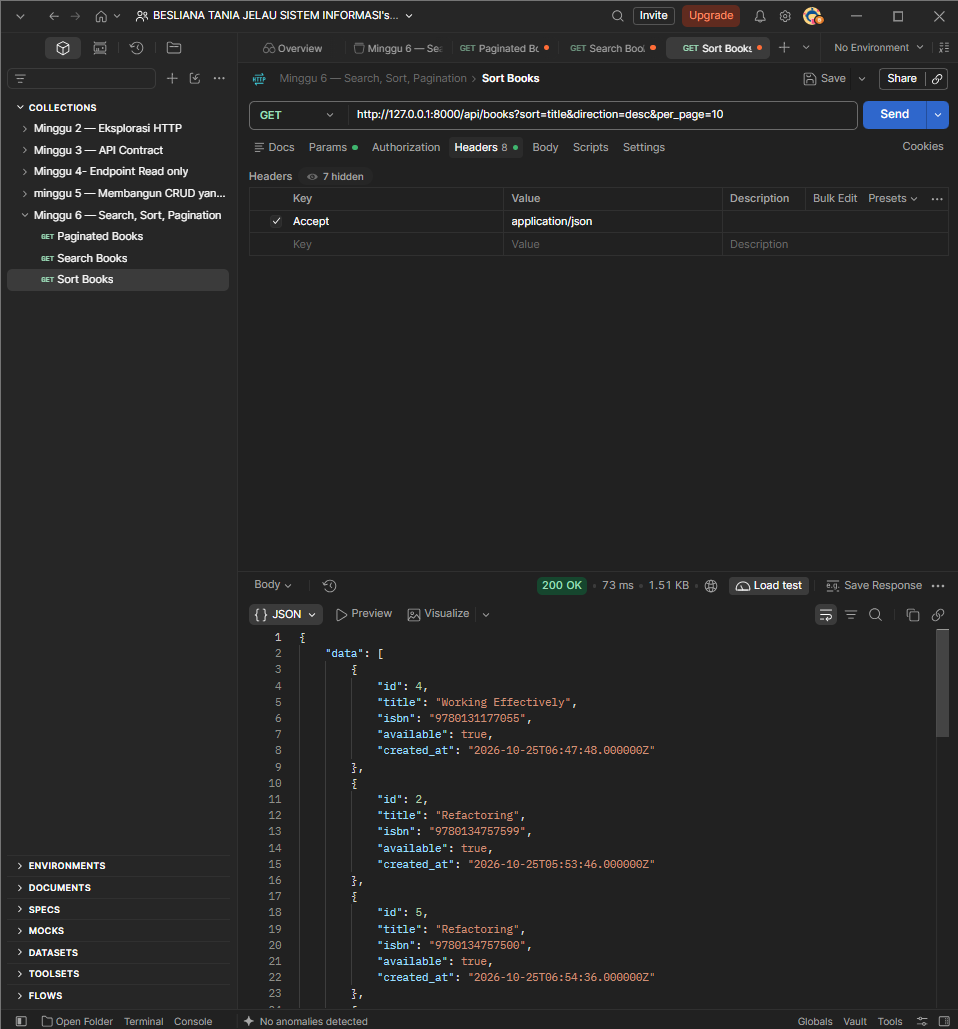 BESLIANA TANIA JELAU SISTEM INFORMASI's...
Invite
Upgrade
Overview
Minggu 6 — Sea
GET Paginated Bo
GET Search Bool
GET Sort Books
No Environment
Minggu 6 — Search, Sort, Pagination > Sort Books
Save
Share
COLLECTIONS
Minggu 2 — Eksplorasi HTTP
Minggu 3 — API Contract
Minggu 4- Endpoint Read only
minggu 5 — Membangun CRUD yan...
Minggu 6 — Search, Sort, Pagination
GET Paginated Books
GET Search Books
GET Sort Books
ENVIRONMENTS
DOCUMENTS
SPECS
MOCKS
DATASETS
TOOLSETS
FLOWS
HTTP
GET
http://127.0.0.1:8000/api/books?sort=title&direction=desc&per_page=10
Send
Docs Params Authorization Headers 8 Body Scripts Settings
Cookies
Headers 7 hidden
Key Value Description Bulk Edit Presets
Accept application/json
Key Value Description
Body
200 OK • 73 ms • 1.51 KB
Load test
e.g. Save Response
{ } JSON
Preview
Visualize
1 {
2 "data": [
3 {
4 "id": 4,
5 "title": "Working Effectively",
6 "isbn": "9780131177055",
7 "available": true,
8 "created_at": "2026-10-25T06:47:48.000000Z"
9 },
10 {
11 "id": 2,
12 "title": "Refactoring",
13 "isbn": "9780134757599",
14 "available": true,
15 "created_at": "2026-10-25T05:53:46.000000Z"
16 },
17 {
18 "id": 5,
19 "title": "Refactoring",
20 "isbn": "9780134757500",
21 "available": true,
22 "created_at": "2026-10-25T06:54:36.000000Z"
23 },
Open Folder Terminal Console
No anomalies detected
Globals Vault Tools